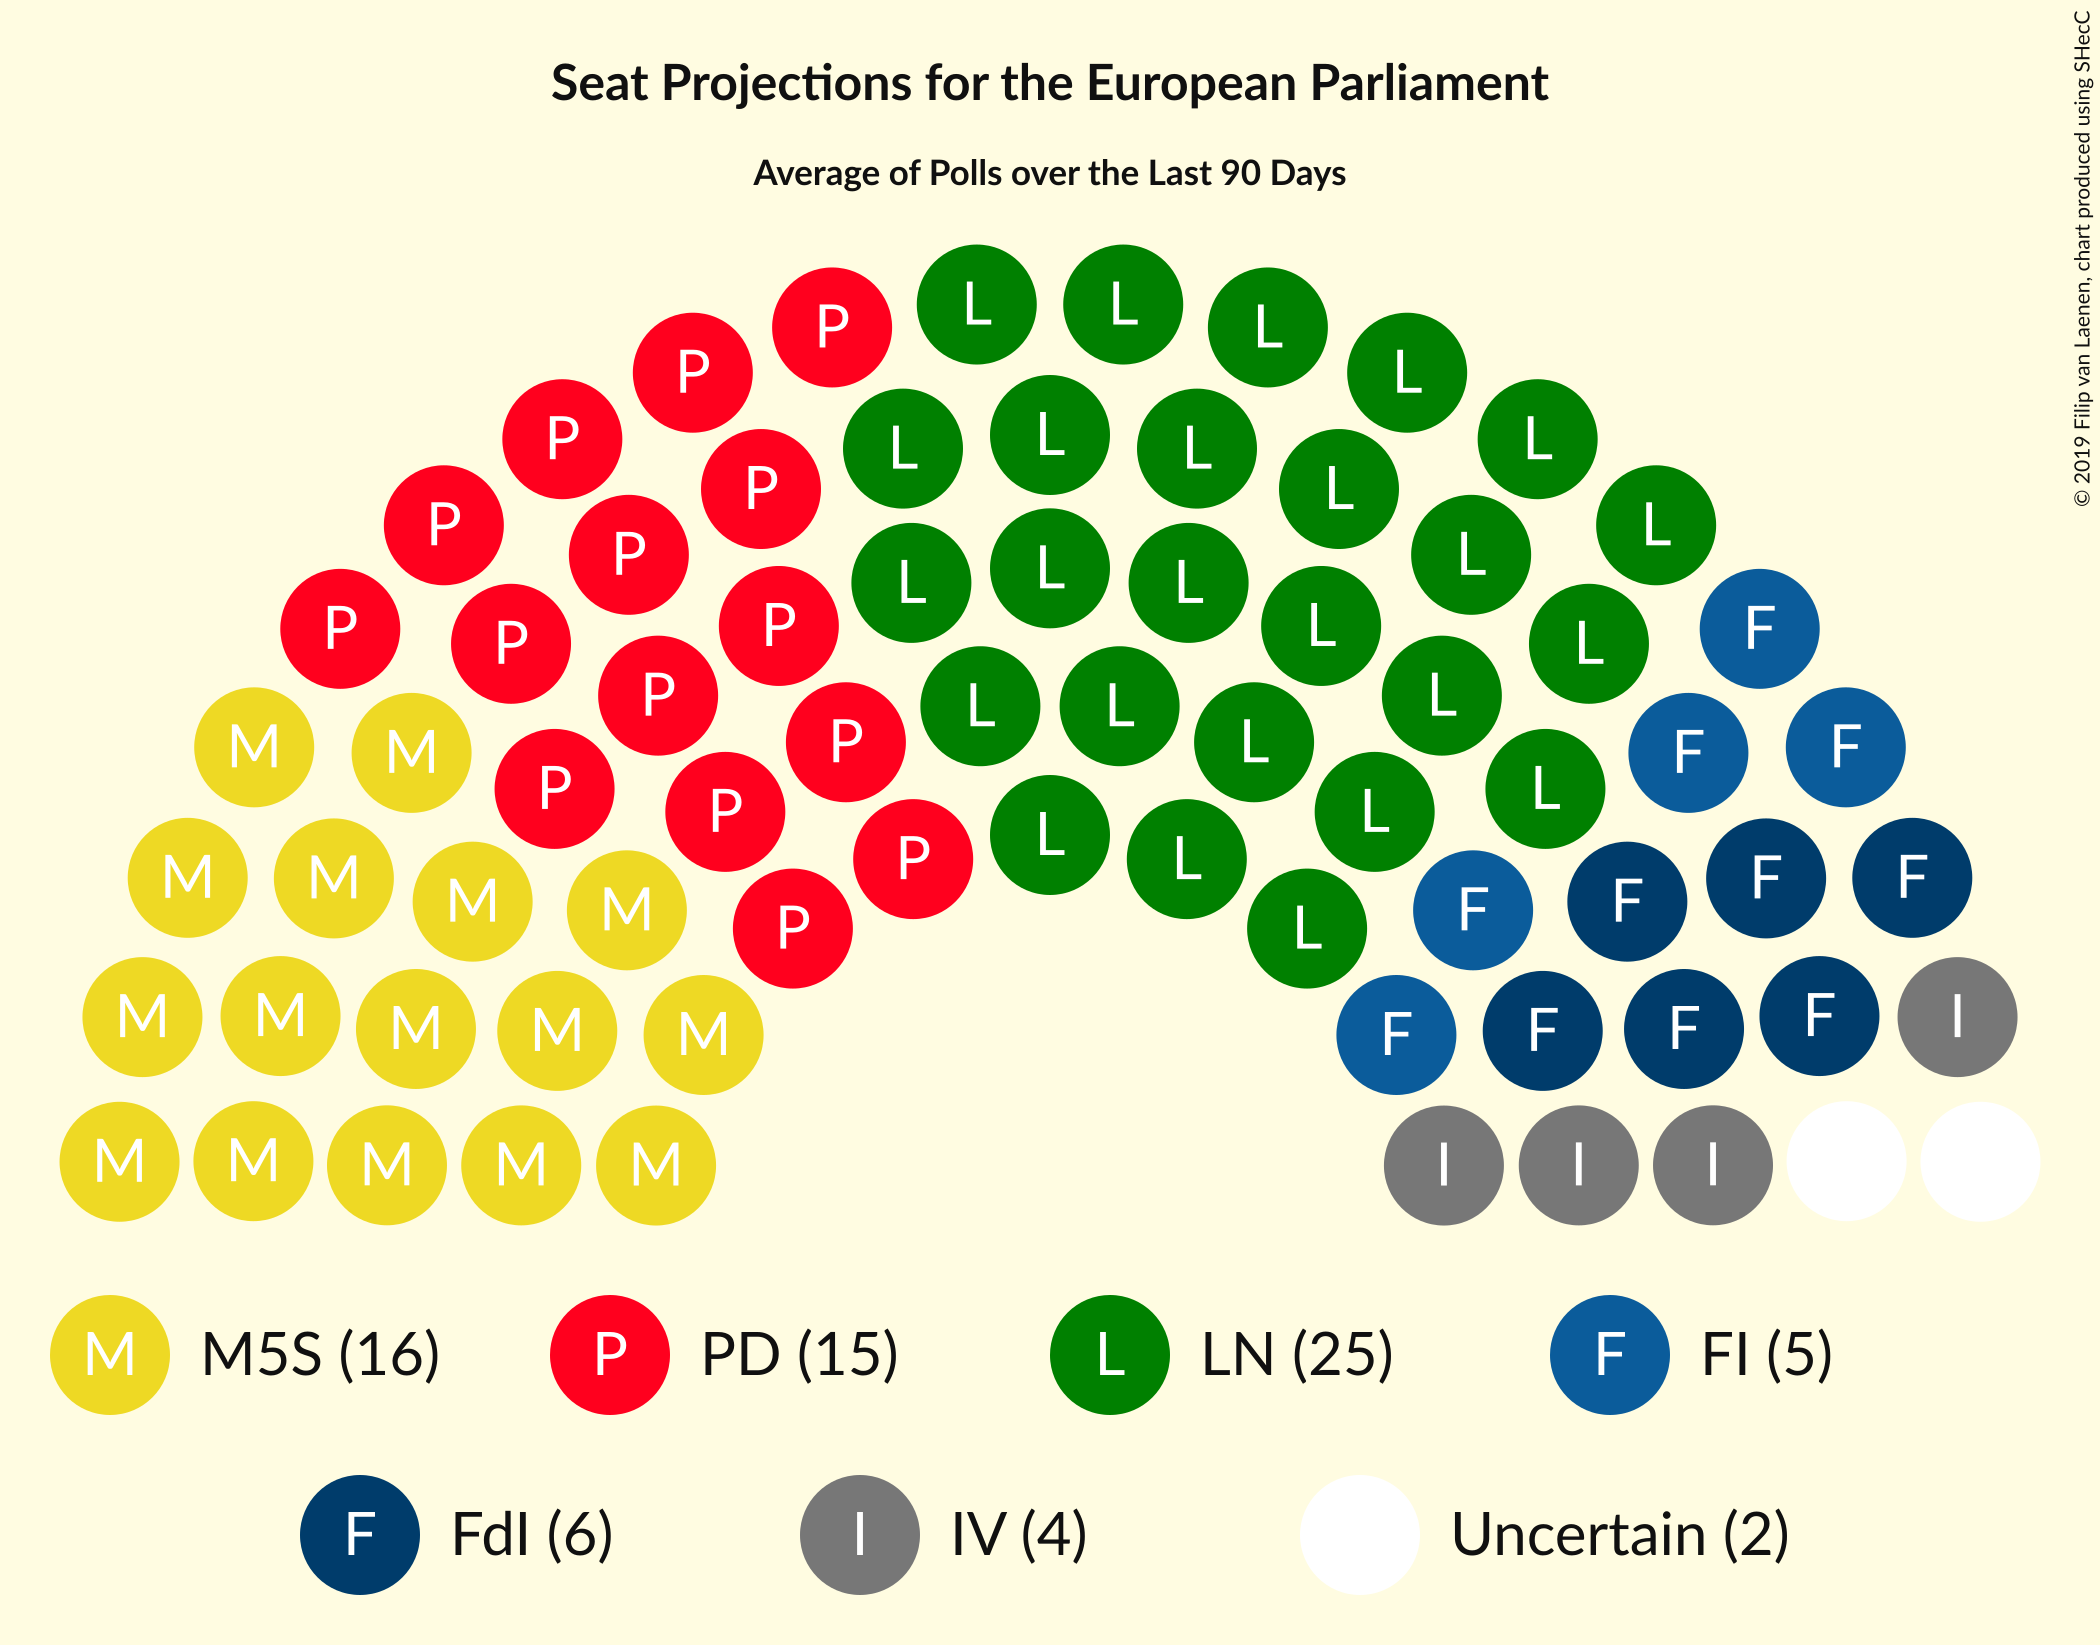 Seat Projections for the European Parliament
Average of Polls over the Last 90 Days
© 2019 Filip van Laenen, chart produced using SHecC
L L
P L
P L
P L
L
P L L
P L
P L
P L
P L
L
P L
L L
P L
P F
P L
P L
L L
P L
M F
M F
P L
P L
L
P L
M F
M F
M F
M F
P L
M F
M F
M F
M F
M F
M I
M I
M I
M I
M
M
M M5S (16) P PD (15) L LN (25) F FI (5)
F FdI (6) I IV (4) Uncertain (2)